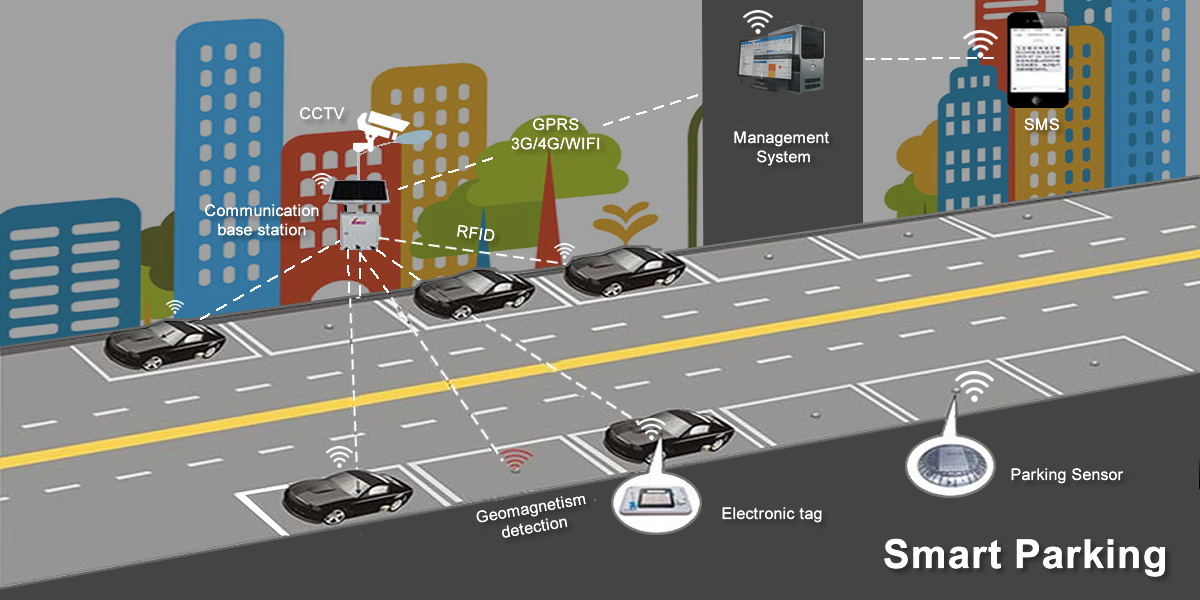 CCTV
GPRS
3G/4G/WIFI
Management
System
SMS
Communication
base station
RFID
Geomagnetism
detection
Electronic tag
Parking Sensor
Smart Parking